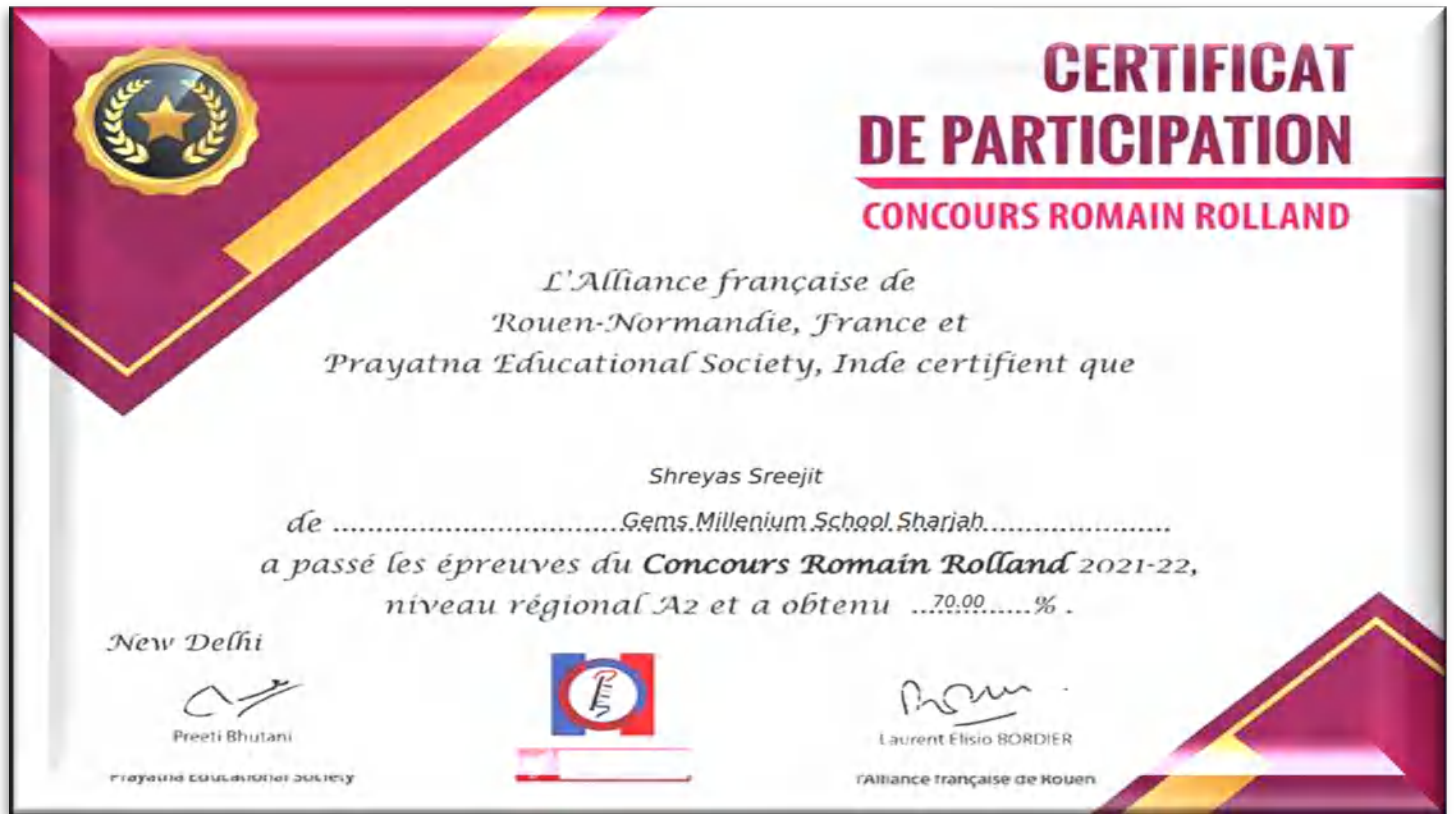 CERTIFICAT
DE PARTICIPATION
CONCOURS ROMAIN ROLLAND
L'Alliance française de
Rouen-Normandie, France et
Prayatna Educational Society, Inde certifient que
Shreyas Sreejit
de ..............................Gems Millenium School Sharjah......................
a passé les épreuves du Concours Romain Rolland 2021-22,
niveau régional A2 et a obtenu ...70.00......% .
New Delhi
Preeti Bhutani
Laurent Elisio BORDIER
Prayatna Educational Society
l'Alliance française de Rouen